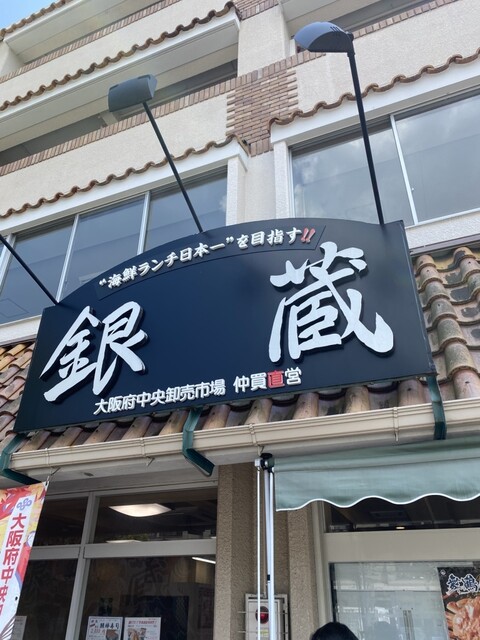 “海鮮ランチ日本一”を目指す!!
銀蔵
大阪府中央卸売市場 仲買直営
大阪府中央